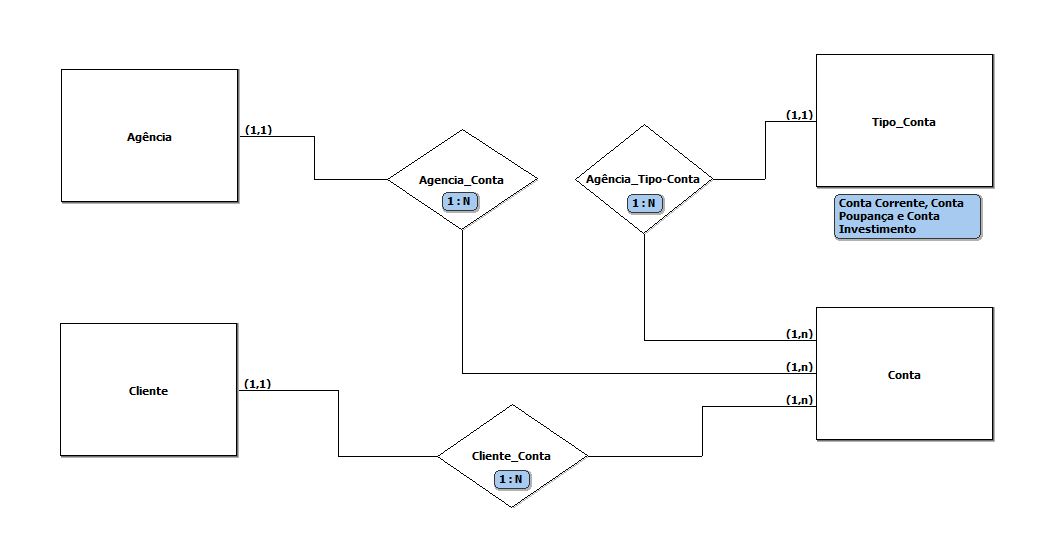 Agência
(1,1)
Agencia_Conta
1:N
Agência_Tipo-Conta
1:N
(1,1)
Tipo_Conta
Conta Corrente, Conta
Poupança e Conta
Investimento
(1,n)
(1,n)
(1,n)
Conta
Cliente
(1,1)
Cliente_Conta
1:N